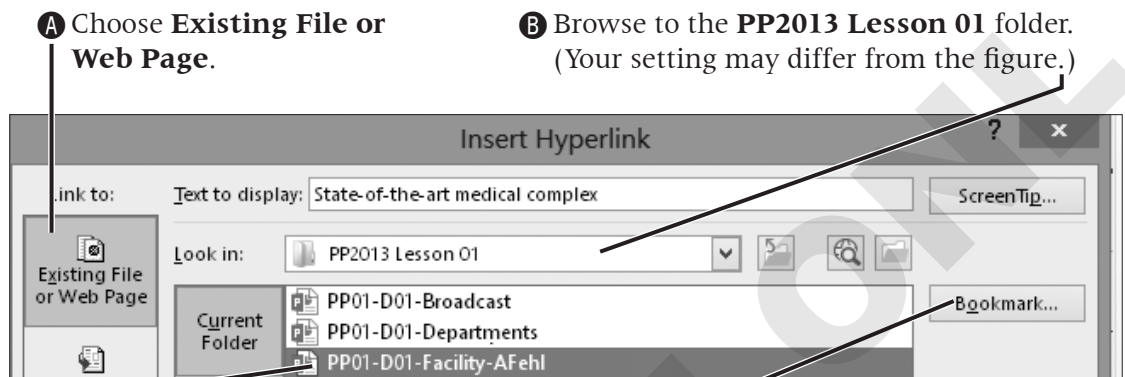 A Choose Existing File or
Web Page.
B Browse to the PP2013 Lesson 01 folder.
(Your setting may differ from the figure.)
Insert Hyperlink
? x
Link to:
Text to display: State-of-the-art medical complex
ScreenTip...
Look in: PP2013 Lesson 01
Existing File
or Web Page
Current
Folder
PP01-D01-Broadcast
PP01-D01-Departments
PP01-D01-Facility-AFehl
Bookmark...
ONL